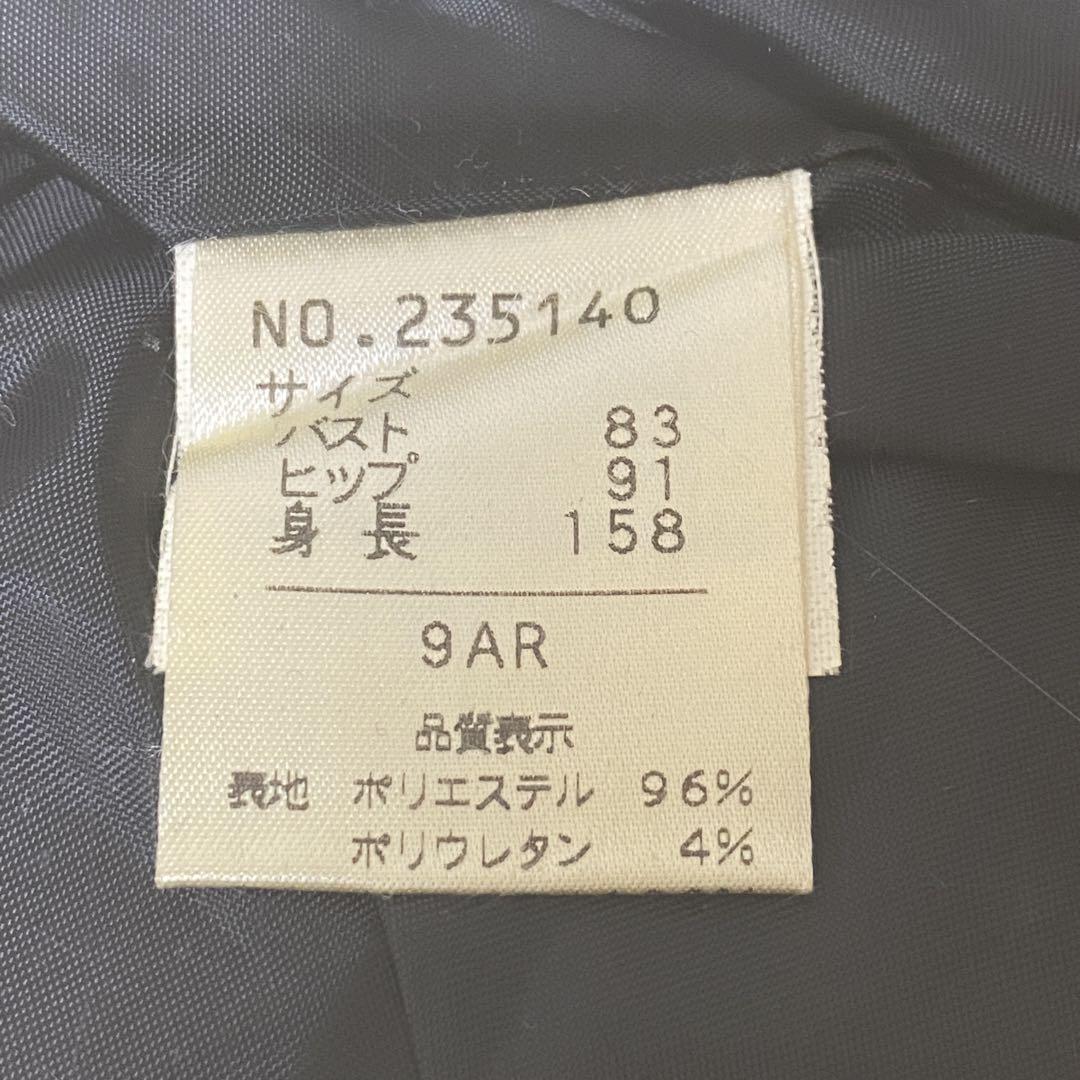 NO.235140
サイズ
バスト 83
ヒップ 91
身長 158
9AR
品質表示
表地 ポリエステル 96%
ポリウレタン 4%